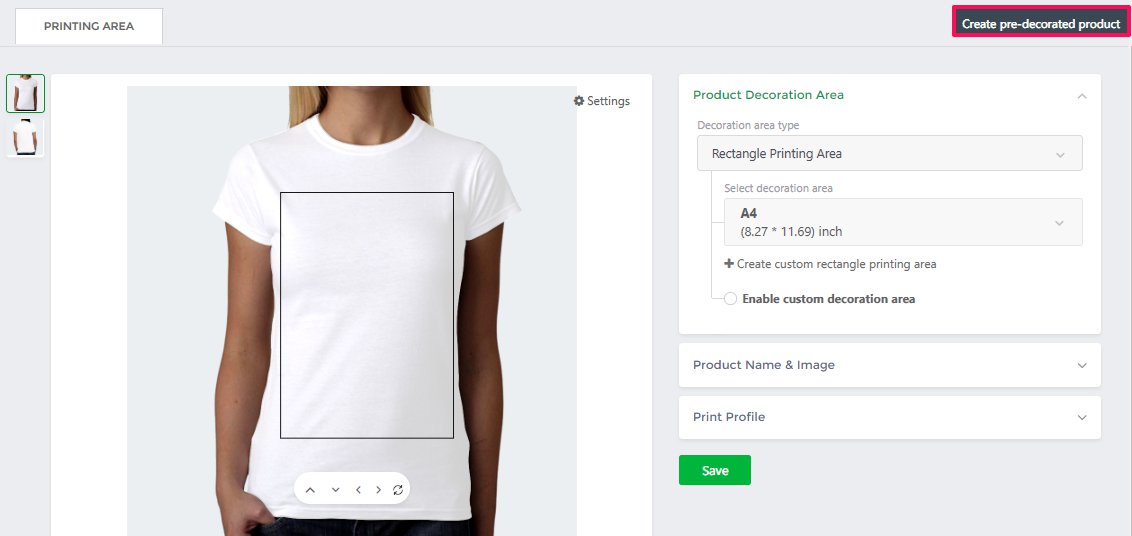 PRINTING AREA
Create pre-decorated product
Settings
Product Decoration Area
Decoration area type
Rectangle Printing Area
Select decoration area
A4
(8.27 * 11.69) inch
+ Create custom rectangle printing area
Enable custom decoration area
Product Name & Image
Print Profile
Save